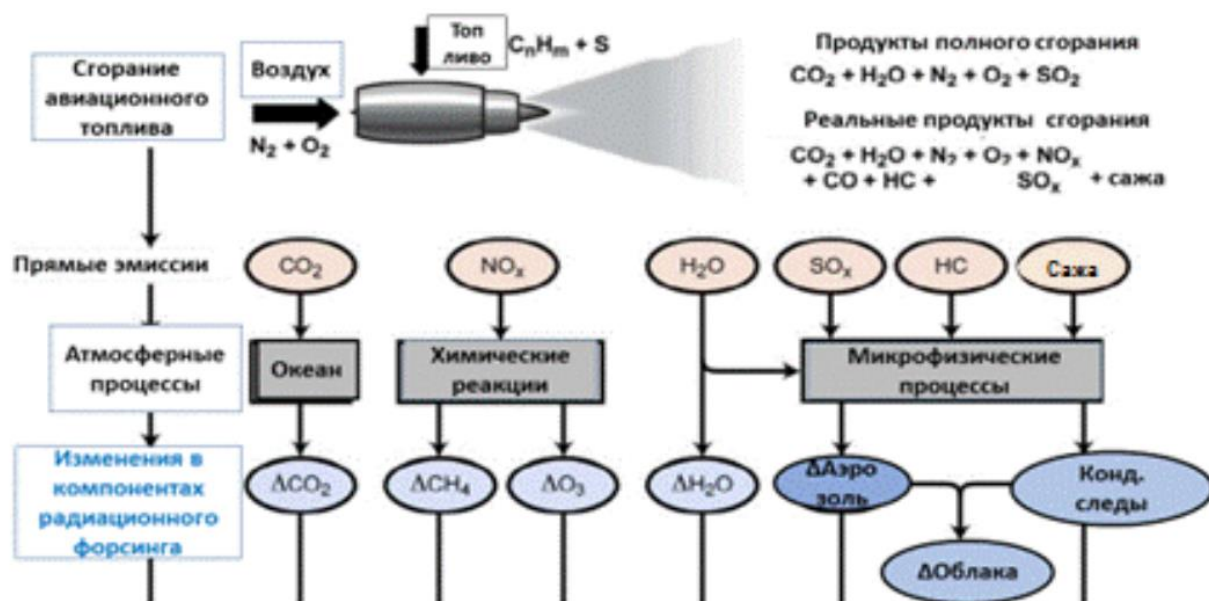 Сгорание
авиационного
топлива
Воздух
N₂ + O₂
Топ
ливо
CₙHₘ + S
Продукты полного сгорания
CO₂ + H₂O + N₂ + O₂ + SO₂
Реальные продукты сгорания
CO₂ + H₂O + N₂ + O₂ + NOₓ
+ CO + HC + SOₓ + сажа
Прямые эмиссии
CO₂
NOₓ
H₂O
SOₓ
HC
Сажа
Атмосферные
процессы
Океан
Химические
реакции
Микрофизические
процессы
Изменения в
компонентах
радиационного
форсинга
ΔCO₂
ΔCH₄
ΔO₃
ΔH₂O
ΔАэро
золь
Конд.
следы
ΔОблака